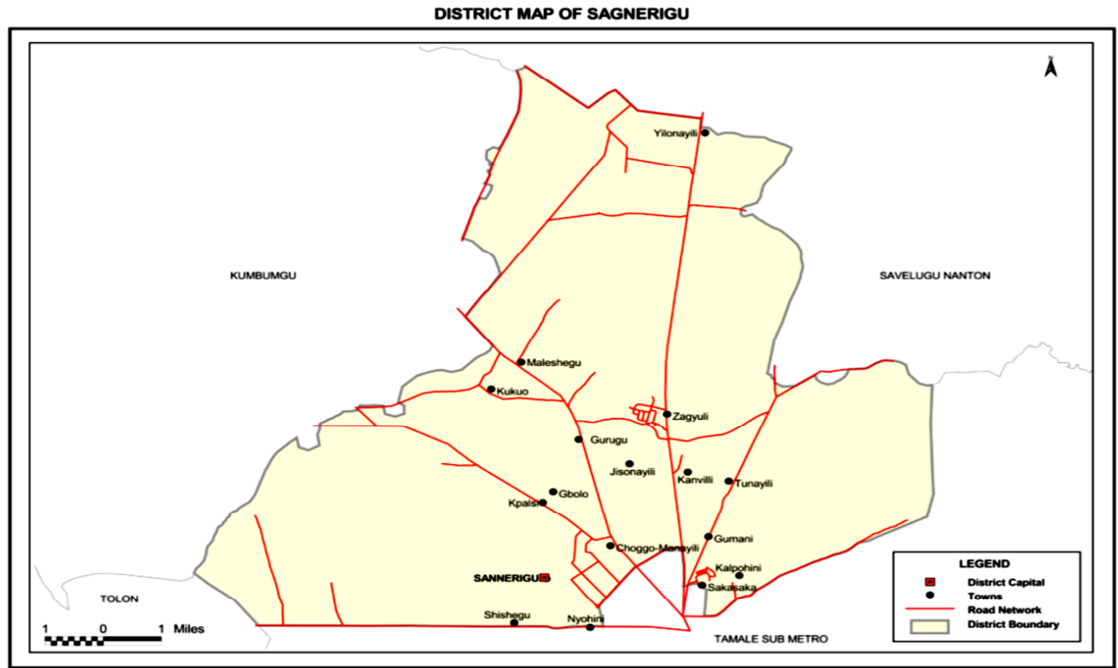 DISTRICT MAP OF SAGNERIGU
N
Yilonayili
KUMBUMGU
SAVELUGU NANTON
Maleshegu
Kukuo
Zagyuli
Gurugu
Jisonayili
Kanvilli
Tunayili
Gbolo
Kpalsi
Gumani
Choggo-Manayili
Kalpohini
SANNERIGU
Sakasaka
TOLON
Shishegu
Nyohini
TAMALE SUB METRO
1 0 1 Miles
LEGEND
District Capital
Towns
Road Network
District Boundary